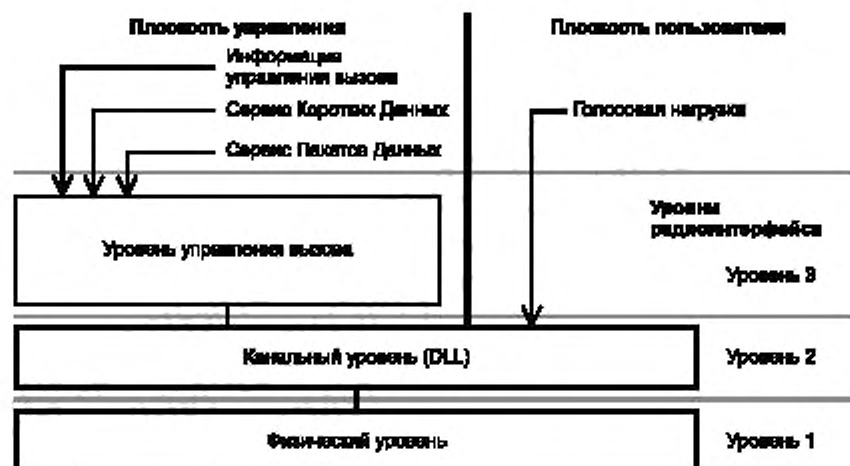 Плоскость управления
Плоскость пользователя
Информация
управления вызова
Сервис Коротких Данных
Сервис Пакетов Данных
Голосовая нагрузка
Уровни
радиоинтерфейса
Уровень управления вызова
Уровень 3
Канальный уровень (DLL)
Уровень 2
Физический уровень
Уровень 1